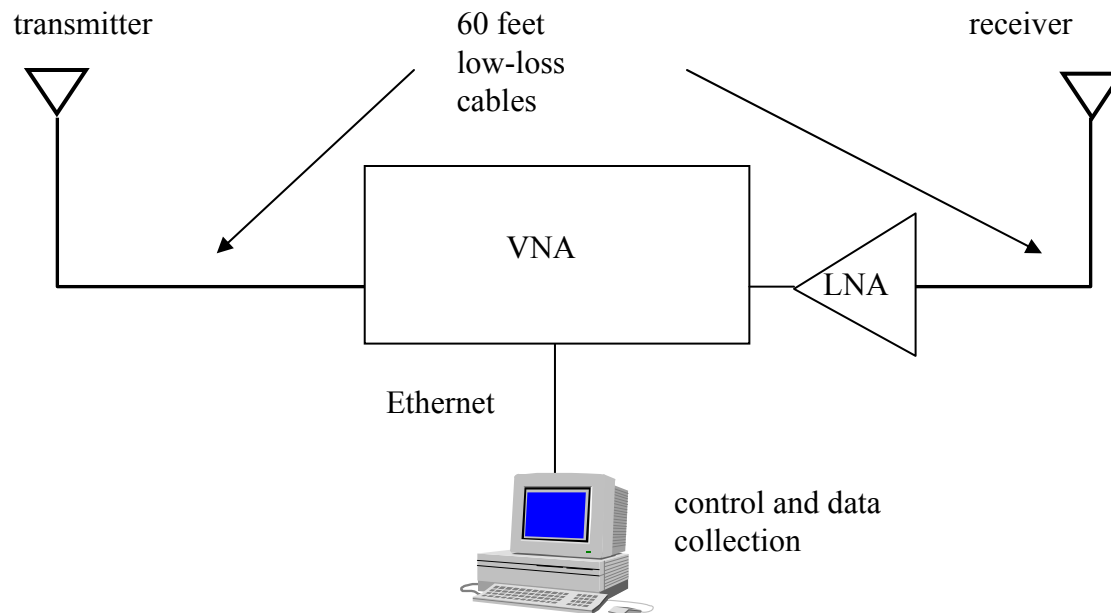 transmitter
60 feet
low-loss
cables
receiver
VNA
LNA
Ethernet
control and data
collection